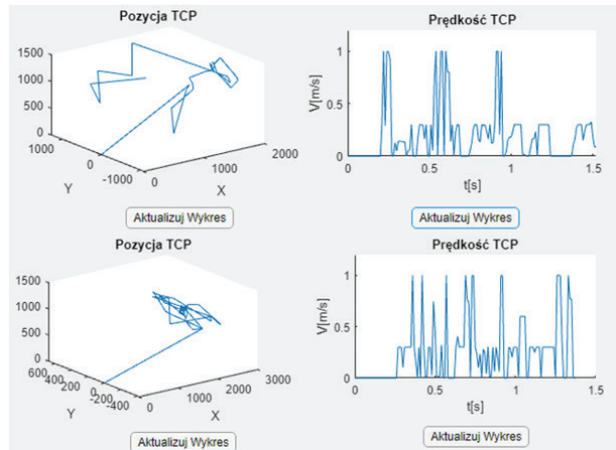 Pozycja TCP
1500
1000
500
0
1000
0
-1000
Y
0
1000
2000
X
Aktualizuj Wykres
Prędkość TCP
1
0.5
0
V[m/s]
0
0.5
1
1.5
t[s]
Aktualizuj Wykres
Pozycja TCP
1500
1000
500
0
600
400
200
0
-200
-400
Y
0
1000
2000
3000
X
Aktualizuj Wykres
Prędkość TCP
1
0.5
0
V[m/s]
0
0.5
1
1.5
t[s]
Aktualizuj Wykres